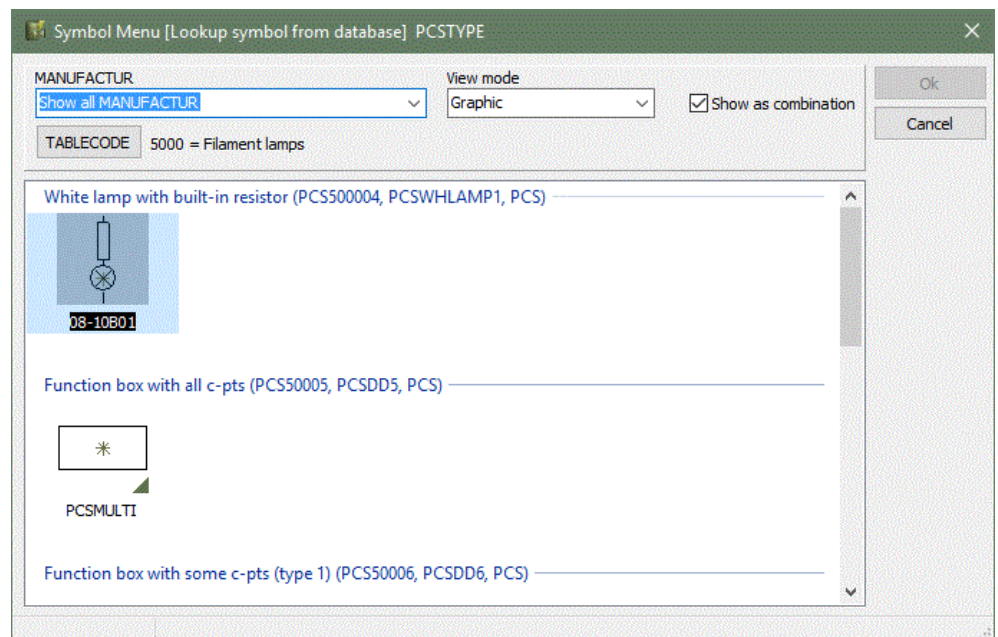 Symbol Menu [Lookup symbol from database] PCSTYPE
MANUFACTUR
View mode
Ok
Show all MANUFACTUR
Graphic
Show as combination
Cancel
TABLECODE
5000 = Filament lamps
White lamp with built-in resistor (PCS500004, PCSWHLAMP1, PCS)
08-10B01
Function box with all c-pts (PCS50005, PCSDD5, PCS)
PCSMULTI
Function box with some c-pts (type 1) (PCS50006, PCSDD6, PCS)